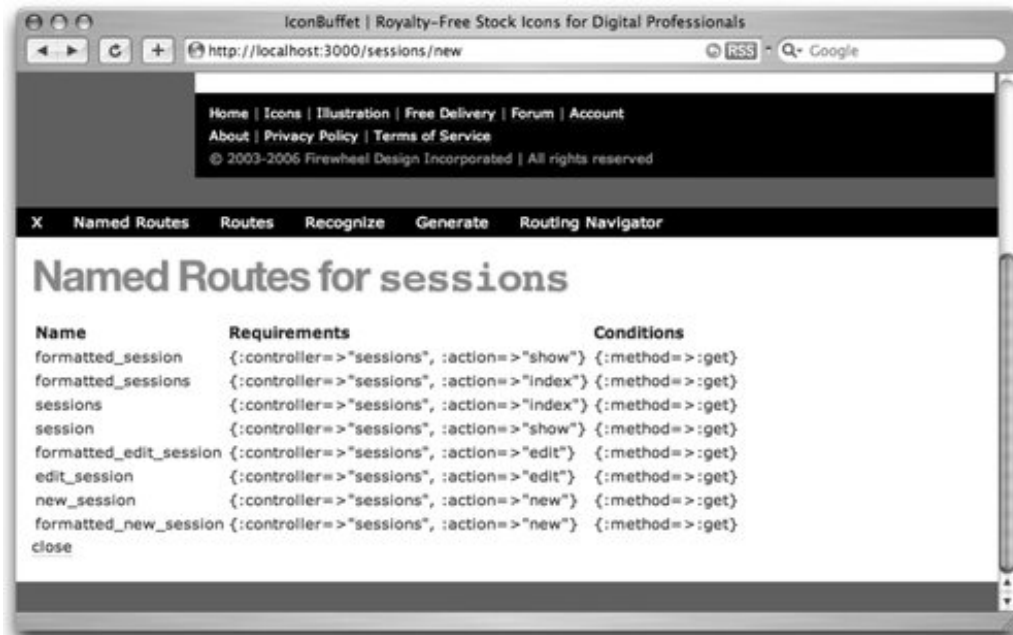 IconBuffet | Royalty-Free Stock Icons for Digital Professionals
http://localhost:3000/sessions/new RSS Google
Home | Icons | Illustration | Free Delivery | Forum | Account
About | Privacy Policy | Terms of Service
© 2003-2006 Firewheel Design Incorporated | All rights reserved
X Named Routes Routes Recognize Generate Routing Navigator
Named Routes for sessions
Name Requirements Conditions
formatted_session {:controller=>"sessions", :action=>"show"} {:method=>:get}
formatted_sessions {:controller=>"sessions", :action=>"index"} {:method=>:get}
sessions {:controller=>"sessions", :action=>"index"} {:method=>:get}
session {:controller=>"sessions", :action=>"show"} {:method=>:get}
formatted_edit_session {:controller=>"sessions", :action=>"edit"} {:method=>:get}
edit_session {:controller=>"sessions", :action=>"edit"} {:method=>:get}
new_session {:controller=>"sessions", :action=>"new"} {:method=>:get}
formatted_new_session {:controller=>"sessions", :action=>"new"} {:method=>:get}
close